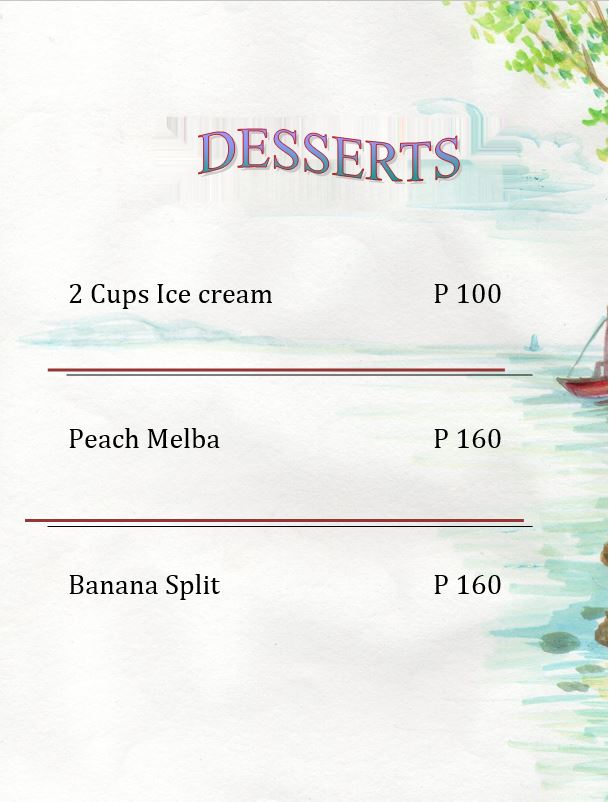 DESSERTS
2 Cups Ice cream P 100
Peach Melba P 160
Banana Split P 160